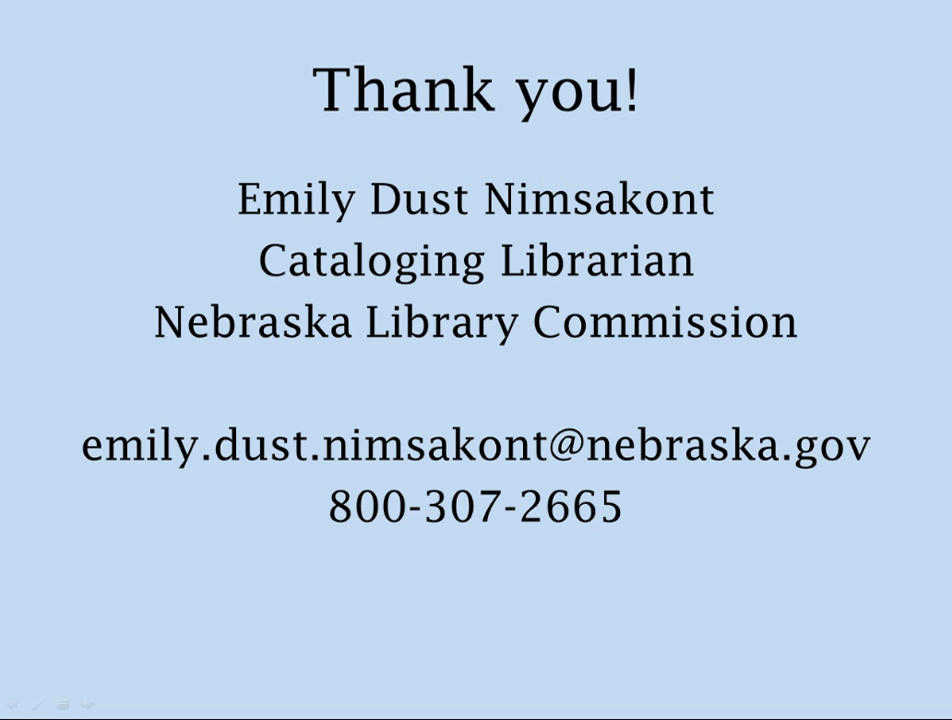 Thank you!
Emily Dust Nimsakont
Cataloging Librarian
Nebraska Library Commission
emily.dust.nimsakont@nebraska.gov
800-307-2665